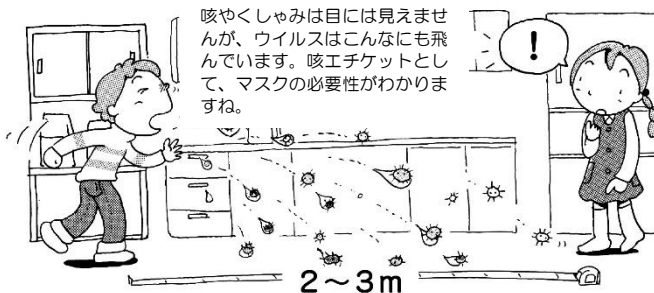 咳やくしゃみは目には見えませ
んが、ウイルスはこんなにも飛
んでいます。咳エチケットとし
て、マスクの必要性がわかりま
すね。
!
2～3m